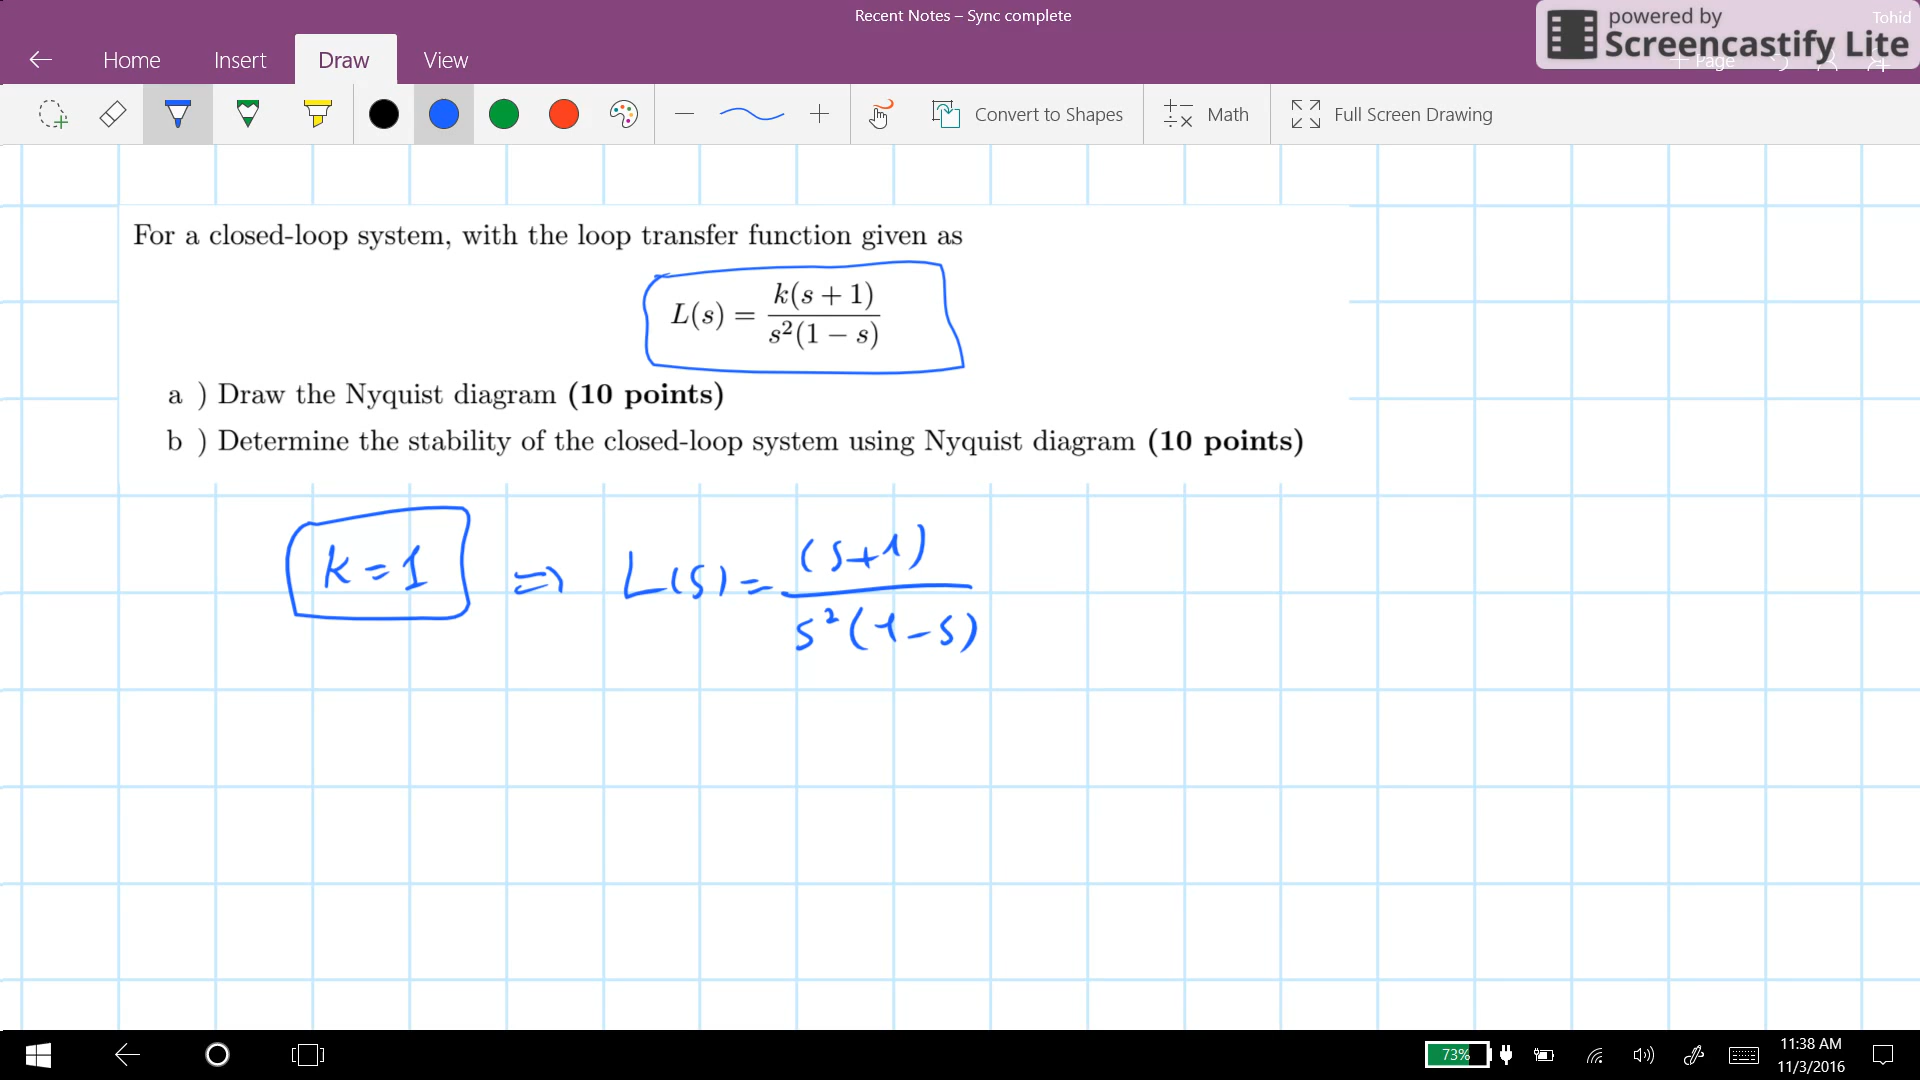 Recent Notes – Sync complete
Tohid
powered by
Screencastify Lite
Home Insert Draw View
Page
Convert to Shapes Math Full Screen Drawing
For a closed-loop system, with the loop transfer function given as
L(s) = k(s + 1) / s²(1 − s)
a ) Draw the Nyquist diagram (10 points)
b ) Determine the stability of the closed-loop system using Nyquist diagram (10 points)
k = 1 ⇒ L(s) = (s+1) / s²(1-s)
73%
11:38 AM
11/3/2016